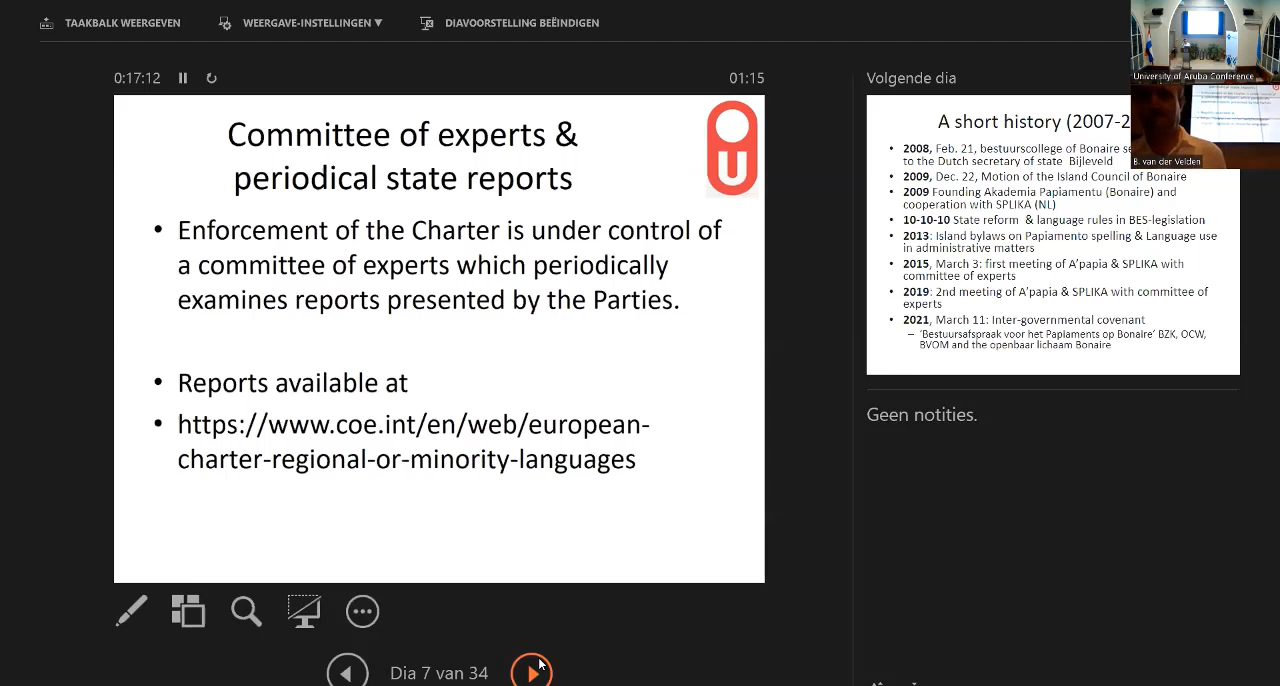 TAAKBALK WEERGEVEN
WEERGAVE-INSTELLINGEN ▼
DIAVOORSTELLING BEËINDIGEN
0:17:12
01:15
Committee of experts &
periodical state reports
• Enforcement of the Charter is under control of
a committee of experts which periodically
examines reports presented by the Parties.
• Reports available at
• https://www.coe.int/en/web/european-
charter-regional-or-minority-languages
Dia 7 van 34
Volgende dia
University of Aruba Conference
B. van der Velden
A short history (2007-2
• 2008, Feb. 21, bestuurscollege of Bonaire se
to the Dutch secretary of state Bijleveld
• 2009, Dec. 22, Motion of the Island Council of Bonaire
• 2009 Founding Akademia Papiamentu (Bonaire) and
cooperation with SPLIKA (NL)
• 10-10-10 State reform & language rules in BES-legislation
• 2013: Island bylaws on Papiamento spelling & Language use
in administrative matters
• 2015, March 3: first meeting of A'papia & SPLIKA with
committee of experts
• 2019: 2nd meeting of A'papia & SPLIKA with committee of
experts
• 2021, March 11: Inter-governmental covenant
– 'Bestuursafspraak voor het Papiaments op Bonaire' BZK, OCW,
BVOM and the openbaar lichaam Bonaire
Geen notities.